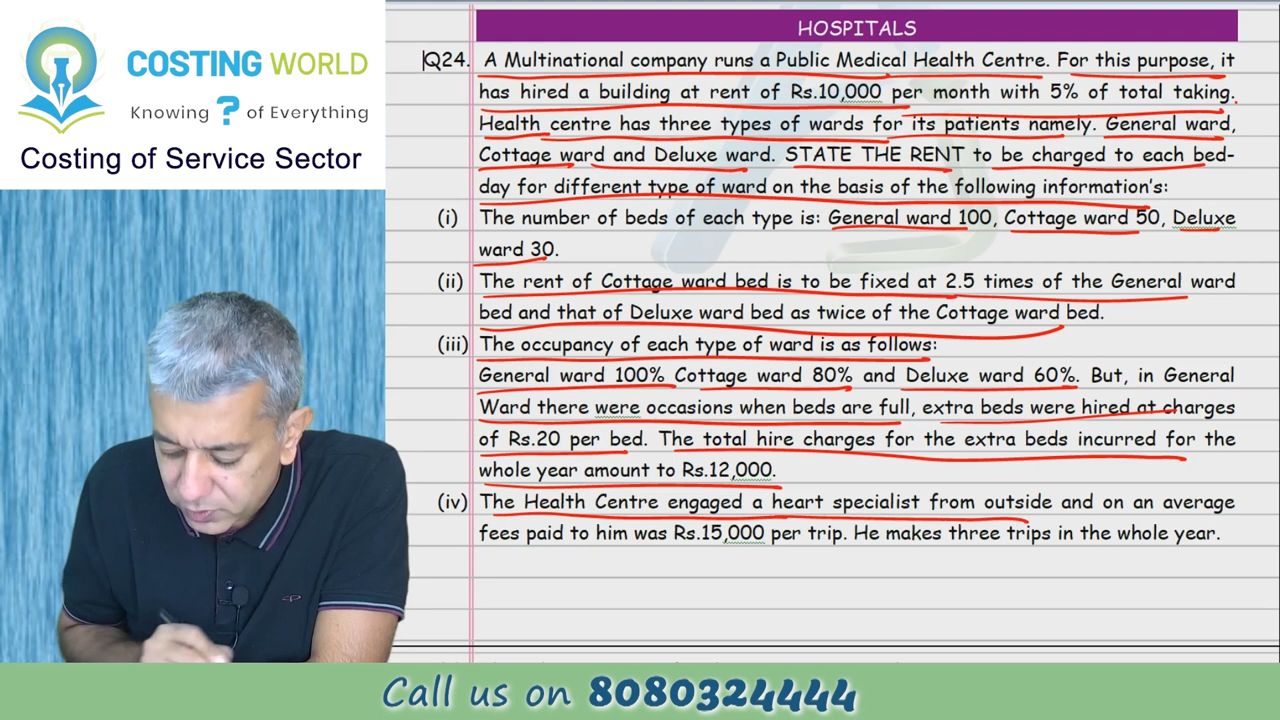 COSTING WORLD
Knowing ? of Everything
Costing of Service Sector
HOSPITALS
Q24. A Multinational company runs a Public Medical Health Centre. For this purpose, it
has hired a building at rent of Rs.10,000 per month with 5% of total taking.
Health centre has three types of wards for its patients namely. General ward,
Cottage ward and Deluxe ward. STATE THE RENT to be charged to each bed-
day for different type of ward on the basis of the following information's:
(i) The number of beds of each type is: General ward 100, Cottage ward 50, Deluxe
ward 30.
(ii) The rent of Cottage ward bed is to be fixed at 2.5 times of the General ward
bed and that of Deluxe ward bed as twice of the Cottage ward bed.
(iii) The occupancy of each type of ward is as follows:
General ward 100% Cottage ward 80% and Deluxe ward 60%. But, in General
Ward there were occasions when beds are full, extra beds were hired at charges
of Rs.20 per bed. The total hire charges for the extra beds incurred for the
whole year amount to Rs.12,000.
(iv) The Health Centre engaged a heart specialist from outside and on an average
fees paid to him was Rs.15,000 per trip. He makes three trips in the whole year.
Call us on 8080324444